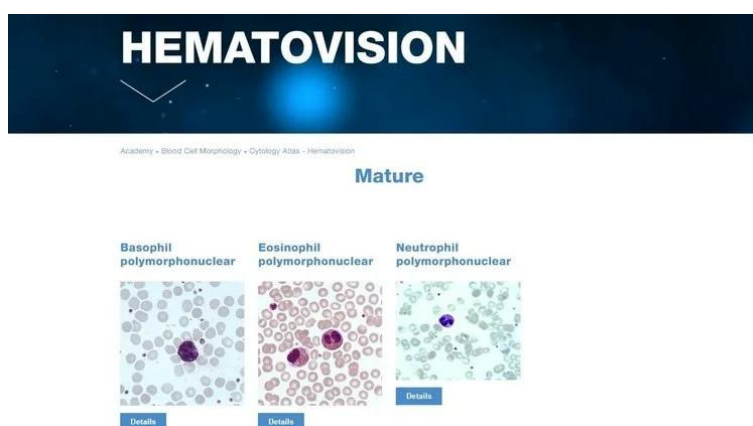 HEMATOVISION
Academy • Blood Cell Morphology • Cytology Atlas - Hematovision
Mature
Basophil
polymorphonuclear
Eosinophil
polymorphonuclear
Neutrophil
polymorphonuclear
Details
Details
Details